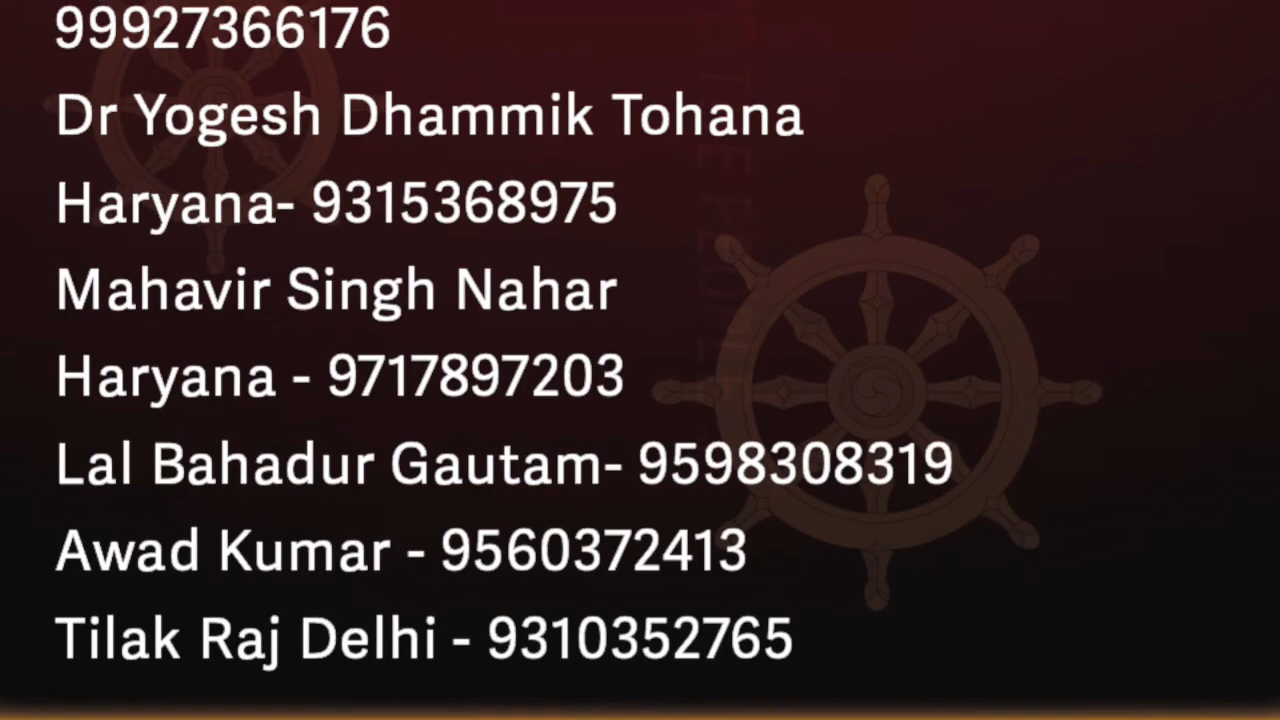 99927366176
Dr Yogesh Dhammik Tohana
Haryana- 9315368975
Mahavir Singh Nahar
Haryana - 9717897203
Lal Bahadur Gautam- 9598308319
Awad Kumar - 9560372413
Tilak Raj Delhi - 9310352765